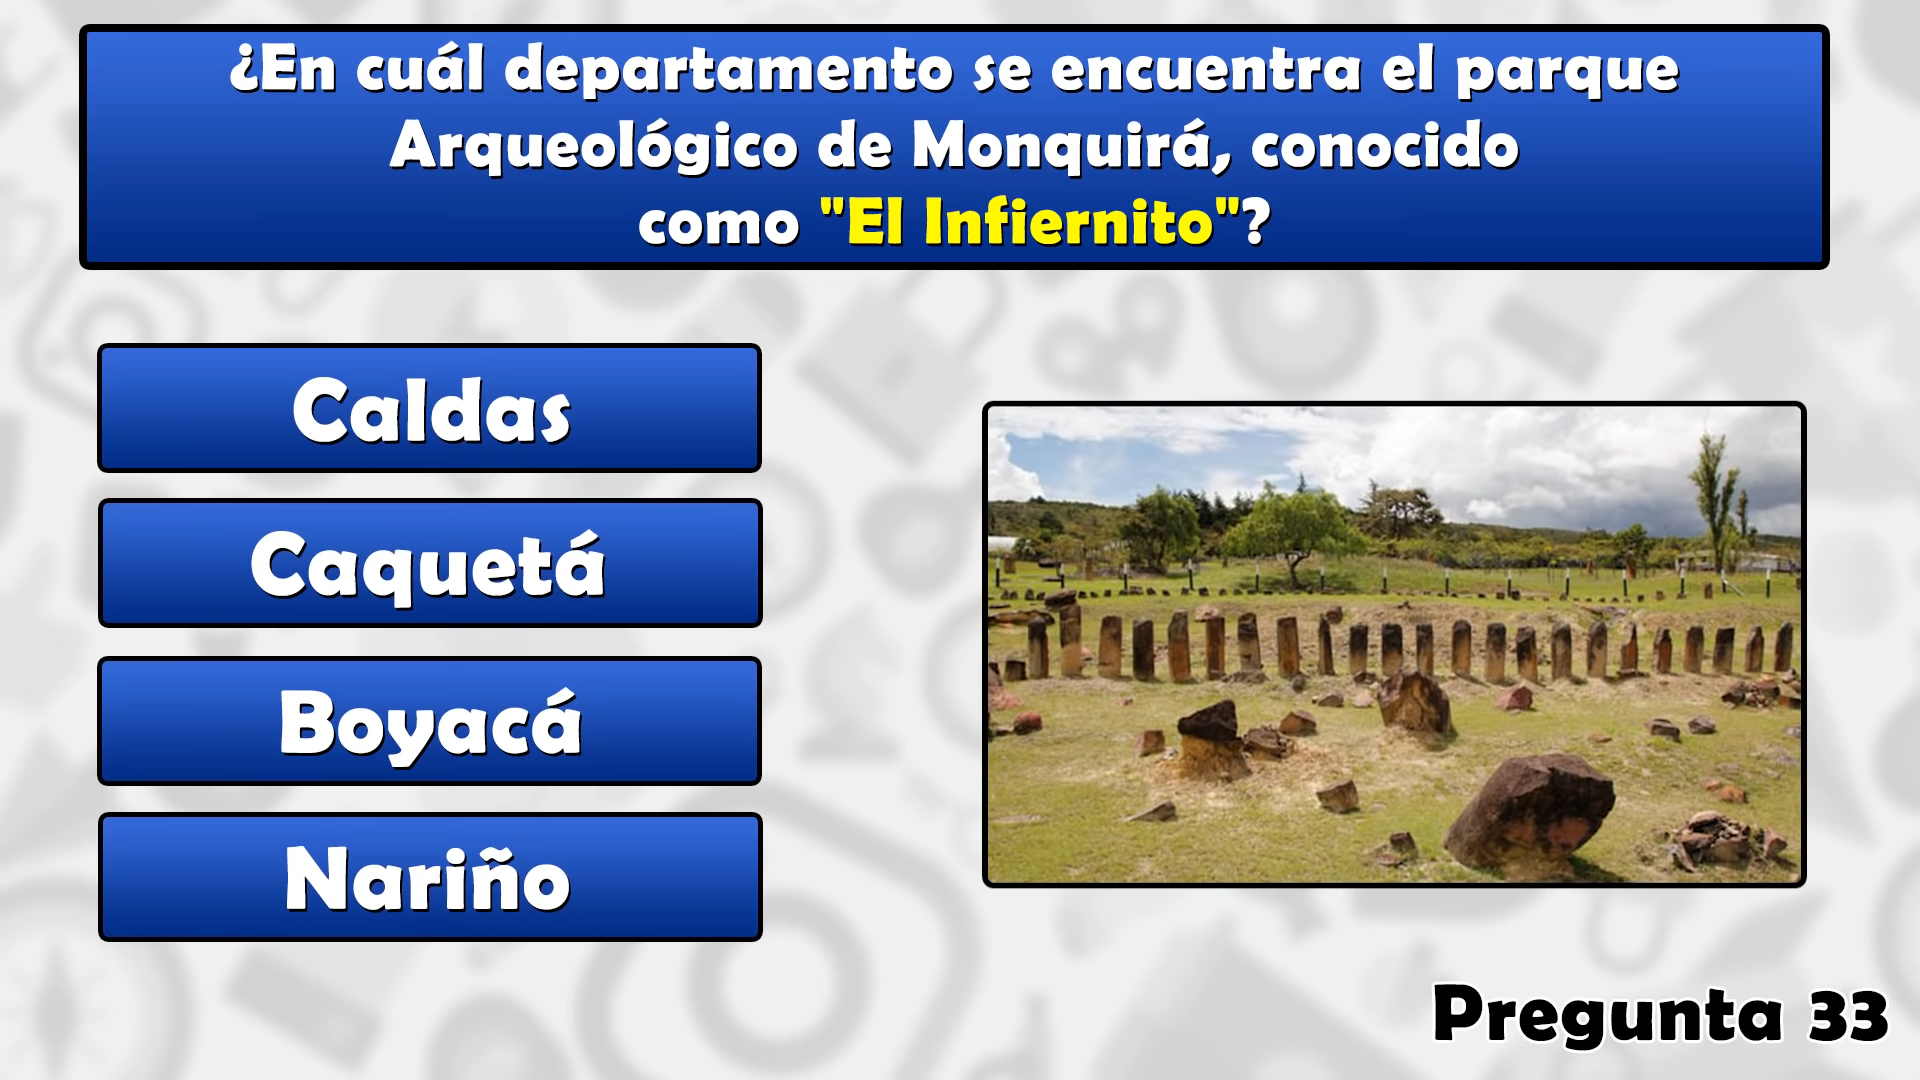 ¿En cuál departamento se encuentra el parque
Arqueológico de Monquirá, conocido
como "El Infiernito"?
Caldas
Caquetá
Boyacá
Nariño
Pregunta 33